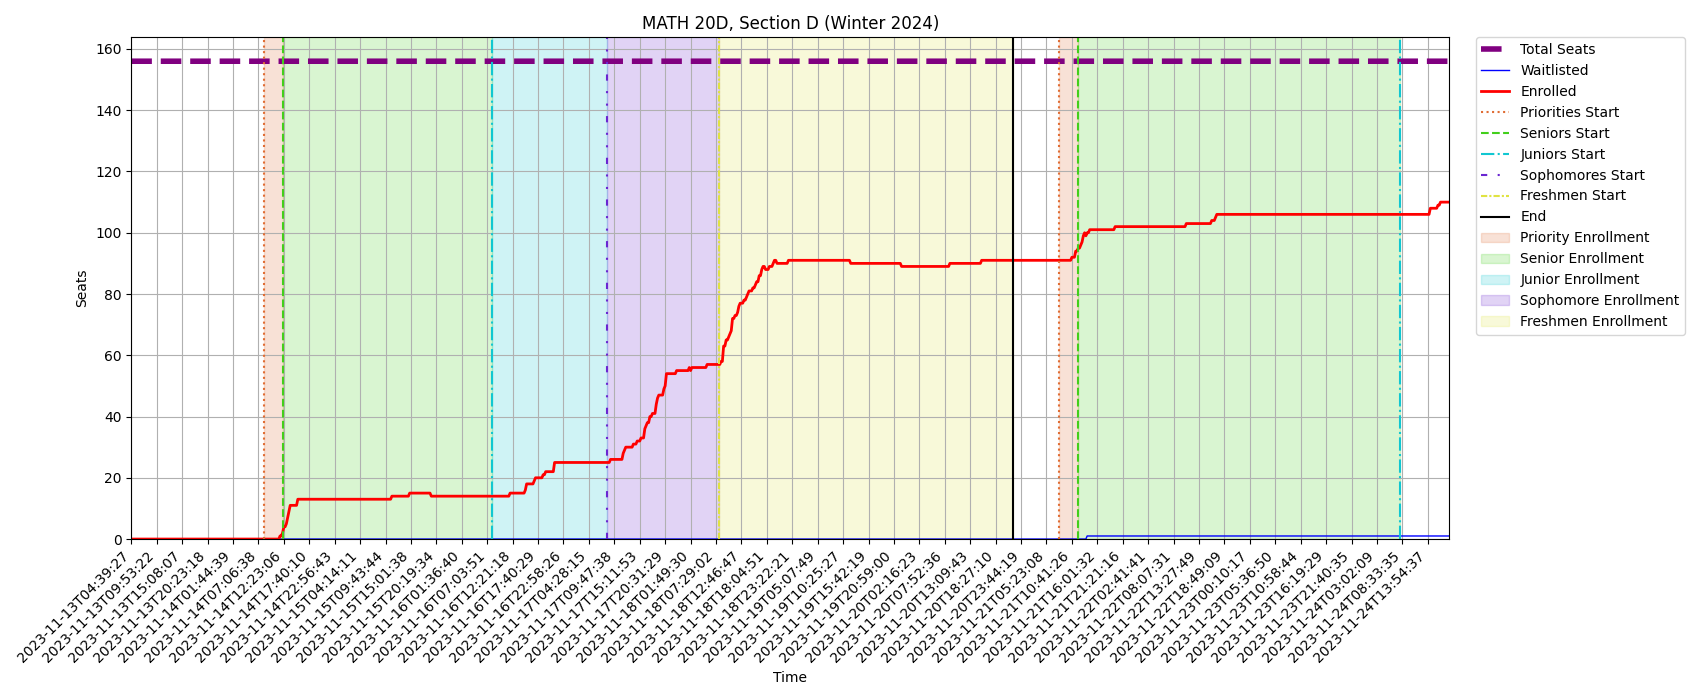 MATH 20D, Section D (Winter 2024)
Seats
160
140
120
100
80
60
40
20
0
2023-11-13T04:39:27
2023-11-13T09:53:22
2023-11-13T15:08:07
2023-11-13T20:23:18
2023-11-14T01:44:39
2023-11-14T07:06:38
2023-11-14T12:23:06
2023-11-14T17:40:10
2023-11-14T22:56:43
2023-11-15T04:14:11
2023-11-15T09:43:44
2023-11-15T15:01:38
2023-11-15T20:19:34
2023-11-16T01:36:40
2023-11-16T07:03:51
2023-11-16T12:21:18
2023-11-16T17:40:29
2023-11-16T22:58:26
2023-11-17T04:28:15
2023-11-17T09:47:38
2023-11-17T15:11:53
2023-11-17T20:31:29
2023-11-18T01:49:30
2023-11-18T07:29:02
2023-11-18T12:46:47
2023-11-18T18:04:51
2023-11-18T23:22:21
2023-11-19T05:07:49
2023-11-19T10:25:27
2023-11-19T15:42:19
2023-11-19T20:59:00
2023-11-20T02:16:23
2023-11-20T07:52:36
2023-11-20T13:09:43
2023-11-20T18:27:10
2023-11-20T23:44:19
2023-11-21T05:23:08
2023-11-21T10:41:26
2023-11-21T16:01:32
2023-11-21T21:21:16
2023-11-22T02:41:41
2023-11-22T08:07:31
2023-11-22T13:27:49
2023-11-22T18:49:09
2023-11-23T00:10:17
2023-11-23T05:36:50
2023-11-23T10:58:44
2023-11-23T16:19:29
2023-11-23T21:40:35
2023-11-24T03:02:09
2023-11-24T08:33:35
2023-11-24T13:54:37
Time
Total Seats
Waitlisted
Enrolled
Priorities Start
Seniors Start
Juniors Start
Sophomores Start
Freshmen Start
End
Priority Enrollment
Senior Enrollment
Junior Enrollment
Sophomore Enrollment
Freshmen Enrollment